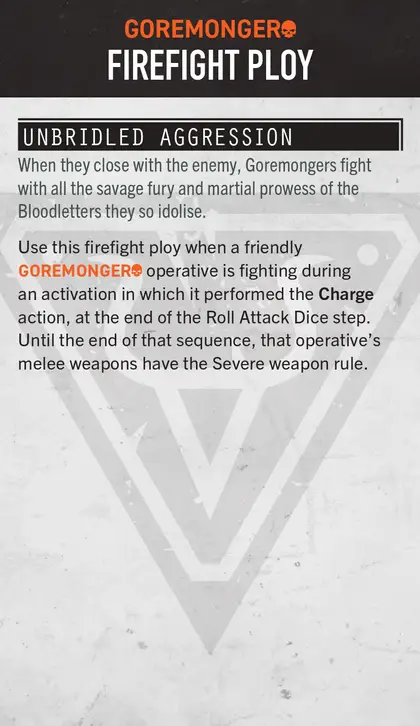 GOREMONGER
FIREFIGHT PLOY
UNBRIDLED AGGRESSION
When they close with the enemy, Goremongers fight
with all the savage fury and martial prowess of the
Bloodletters they so idolise.
Use this firefight ploy when a friendly
GOREMONGER operative is fighting during
an activation in which it performed the Charge
action, at the end of the Roll Attack Dice step.
Until the end of that sequence, that operative's
melee weapons have the Severe weapon rule.